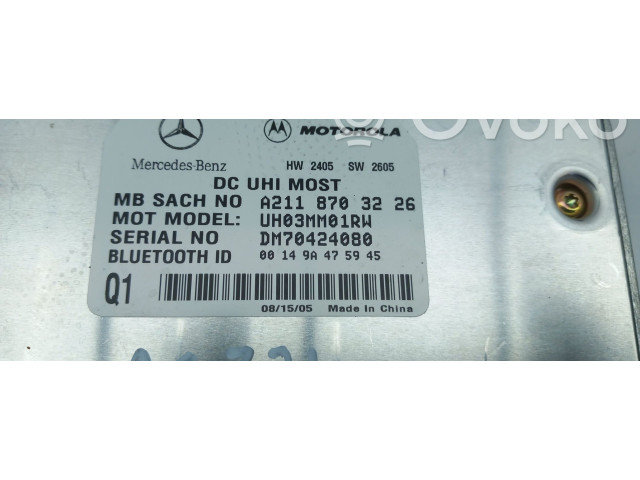 Ovoko
MOTOROLA
Mercedes-Benz HW 2405 SW 2605
DC UHI MOST
MB SACH NO A211 870 32 26
MOT MODEL: UH03MM01RW
SERIAL NO DM70424080
BLUETOOTH ID 00 14 9A 47 59 45
Q1
08/15/05 Made In China